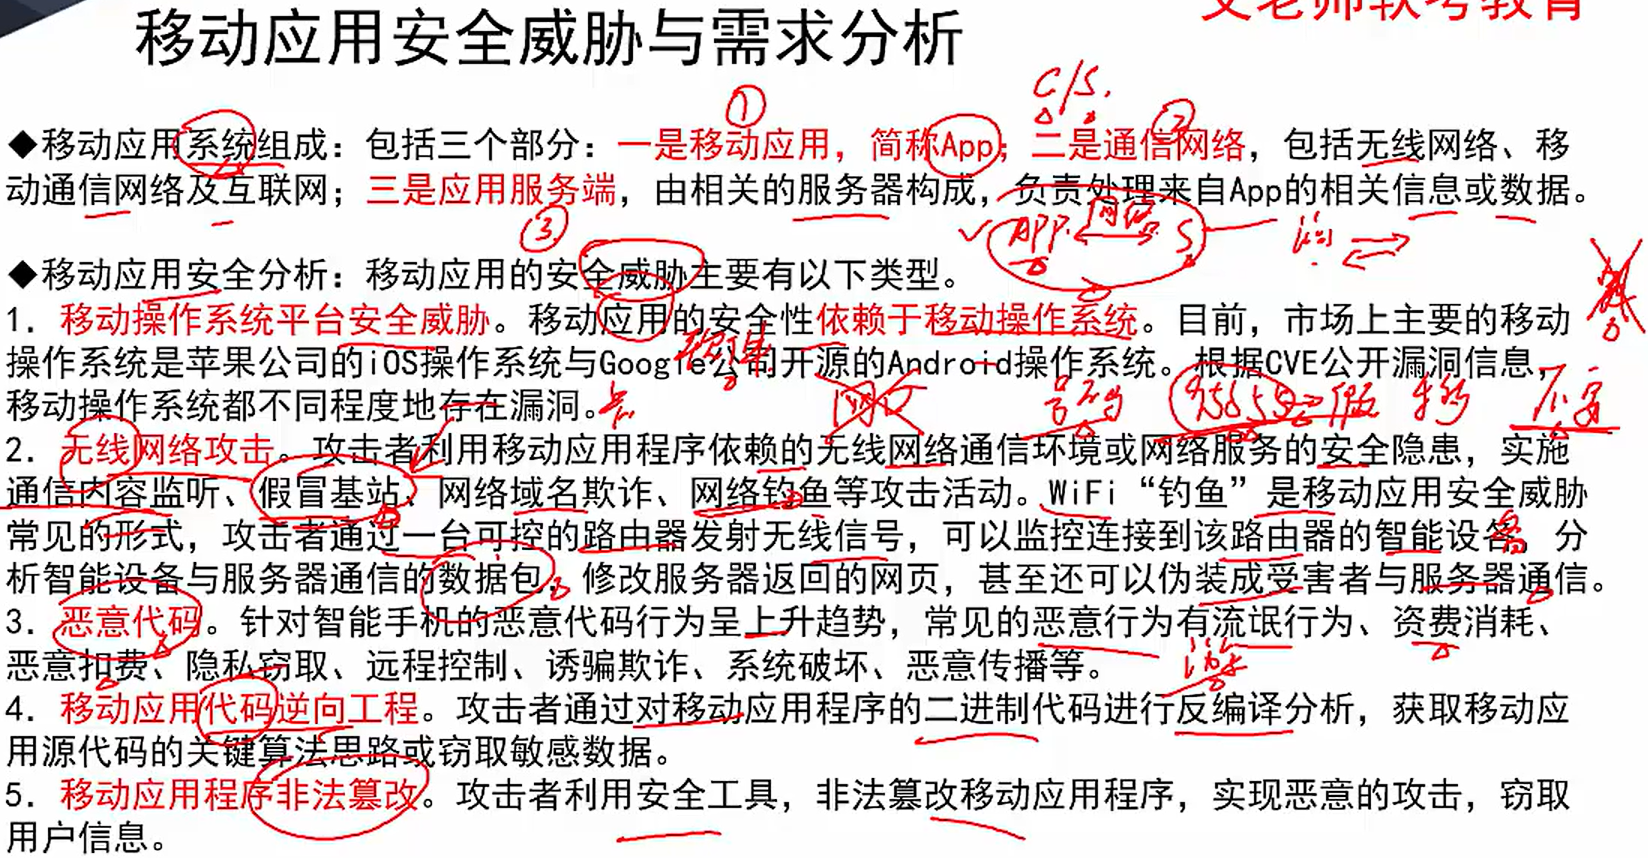 艾老师软考教育
移动应用安全威胁与需求分析
C/S.
①
②
◆移动应用系统组成：包括三个部分：一是移动应用，简称App；二是通信网络，包括无线网络、移
动通信网络及互联网；三是应用服务端，由相关的服务器构成，负责处理来自App的相关信息或数据。
③
APP 网络 S
◆移动应用安全分析：移动应用的安全威胁主要有以下类型。
1. 移动操作系统平台安全威胁。移动应用的安全性依赖于移动操作系统。目前，市场上主要的移动
操作系统是苹果公司的iOS操作系统与Google公司开源的Android操作系统。根据CVE公开漏洞信息，
移动操作系统都不同程度地存在漏洞。
号码 95655
2. 无线网络攻击。攻击者利用移动应用程序依赖的无线网络通信环境或网络服务的安全隐患，实施
通信内容监听、假冒基站、网络域名欺诈、网络钓鱼等攻击活动。WiFi“钓鱼”是移动应用安全威胁
常见的形式，攻击者通过一台可控的路由器发射无线信号，可以监控连接到该路由器的智能设备，分
析智能设备与服务器通信的数据包，修改服务器返回的网页，甚至还可以伪装成受害者与服务器通信。
3. 恶意代码。针对智能手机的恶意代码行为呈上升趋势，常见的恶意行为有流氓行为、资费消耗、
恶意扣费、隐私窃取、远程控制、诱骗欺诈、系统破坏、恶意传播等。
4. 移动应用代码逆向工程。攻击者通过对移动应用程序的二进制代码进行反编译分析，获取移动应
用源代码的关键算法思路或窃取敏感数据。
5. 移动应用程序非法篡改。攻击者利用安全工具，非法篡改移动应用程序，实现恶意的攻击，窃取
用户信息。